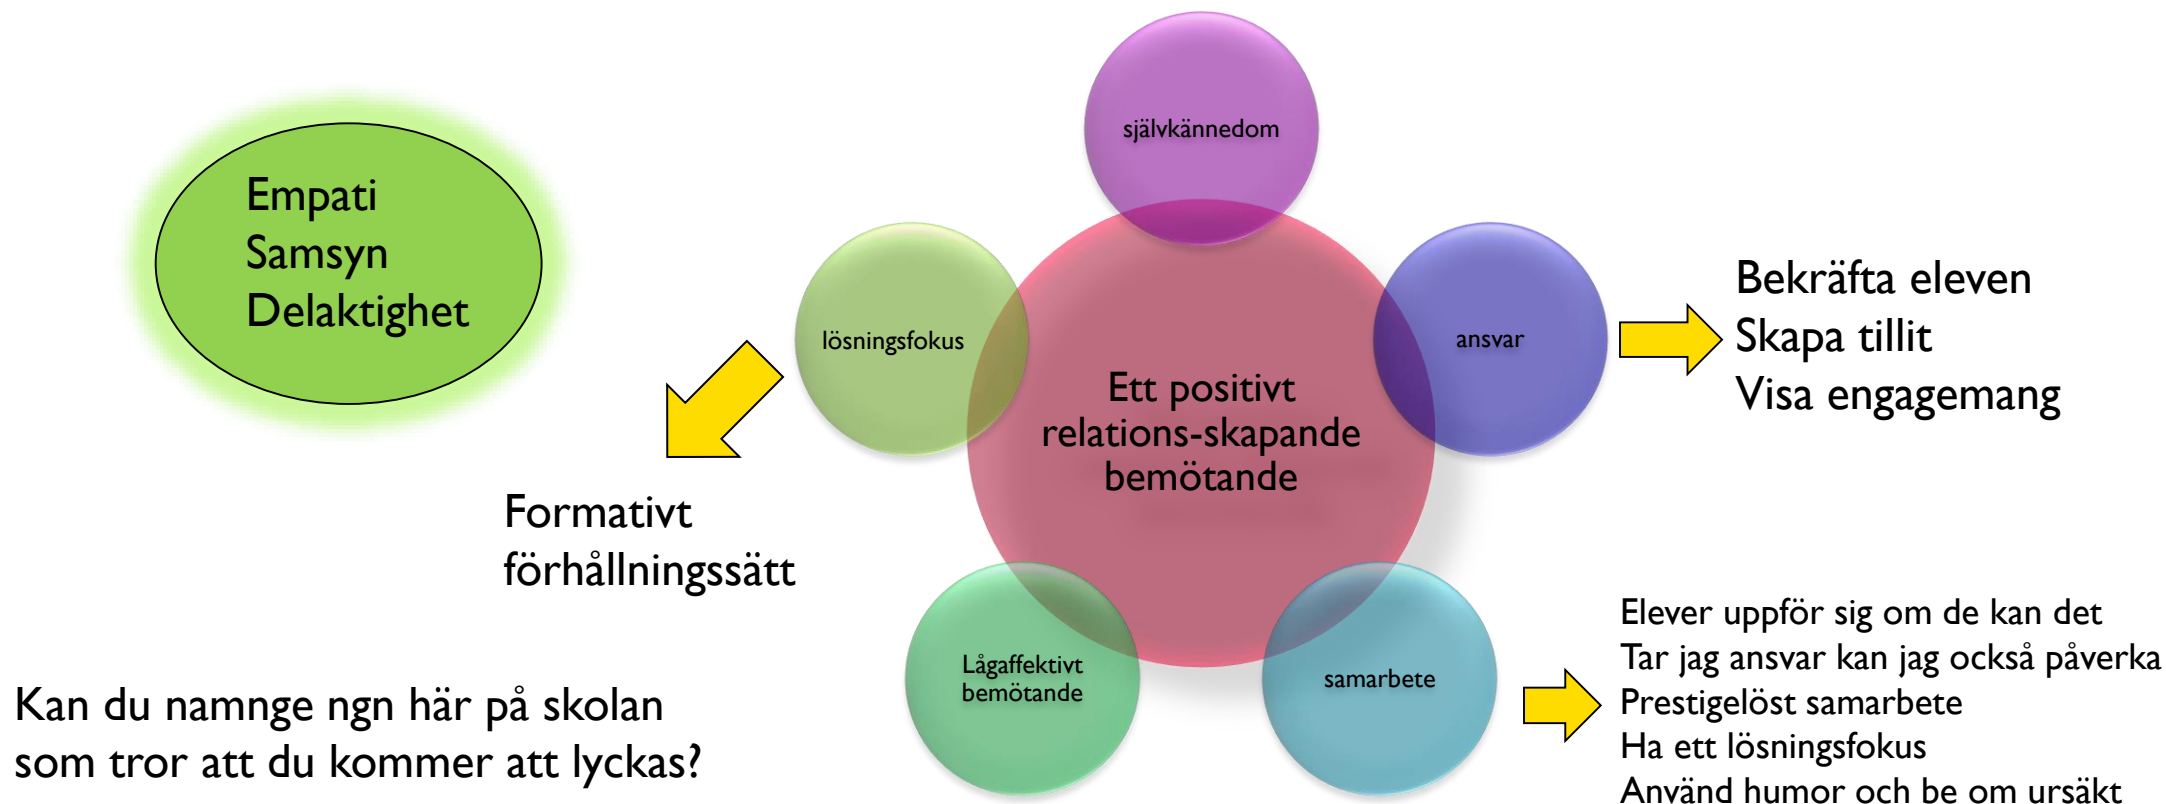 självkännedom
Empati
Samsyn
Delaktighet
lösningsfokus
ansvar
Bekräfta eleven
Skapa tillit
Visa engagemang
Ett positivt
relations-skapande
bemötande
Formativt
förhållningssätt
Lågaffektivt
bemötande
samarbete
Elever uppför sig om de kan det
Tar jag ansvar kan jag också påverka
Prestigelöst samarbete
Ha ett lösningsfokus
Använd humor och be om ursäkt
Kan du namnge ngn här på skolan
som tror att du kommer att lyckas?